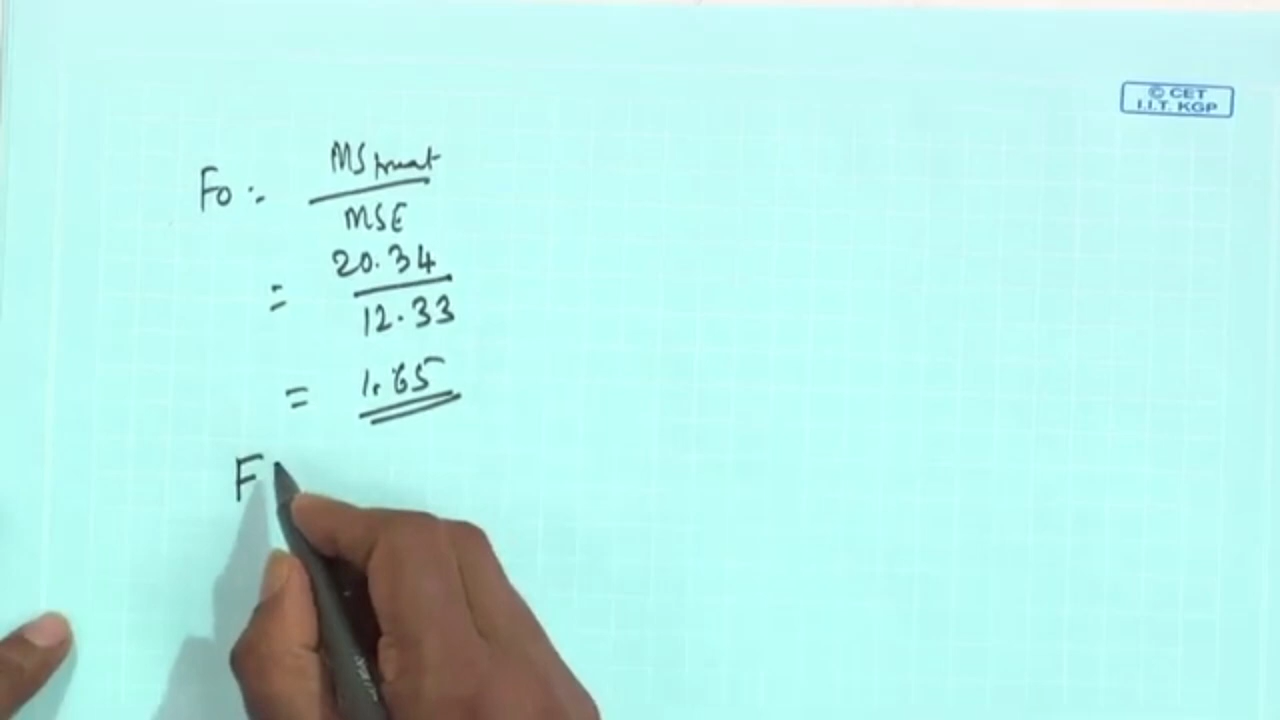 © CET
I.I.T. KGP
Fo :- MS treat
MSE
= 20.34
12.33
= 1.65
F